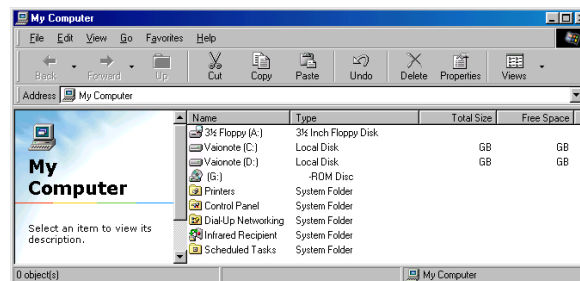 My Computer
File Edit View Go Favorites Help
Back Forward Up Cut Copy Paste Undo Delete Properties Views
Address My Computer
Name Type Total Size Free Space
3½ Floppy (A:) 3½ Inch Floppy Disk
Vaionote (C:) Local Disk GB GB
Vaionote (D:) Local Disk GB GB
(G:) -ROM Disc
Printers System Folder
Control Panel System Folder
Dial-Up Networking System Folder
Infrared Recipient System Folder
Scheduled Tasks System Folder
My
Computer
Select an item to view its
description.
0 object(s) My Computer